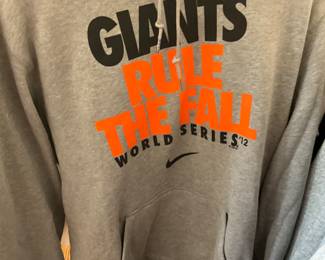 GIANTS
RULE
THE FALL
WORLD SERIES '12